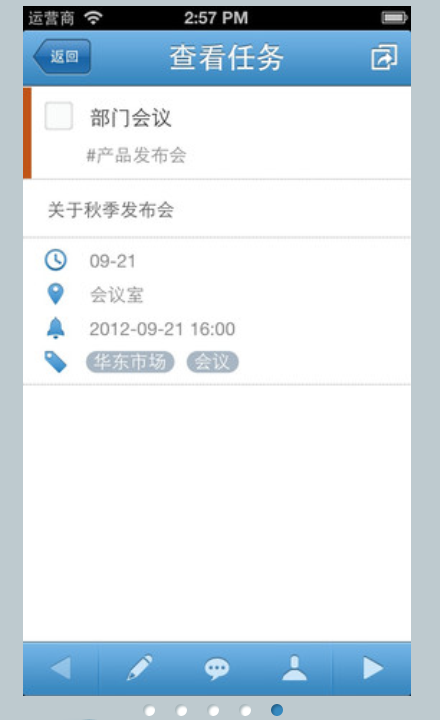 运营商 2:57 PM
返回 查看任务
部门会议
#产品发布会
关于秋季发布会
09-21
会议室
2012-09-21 16:00
华东市场 会议